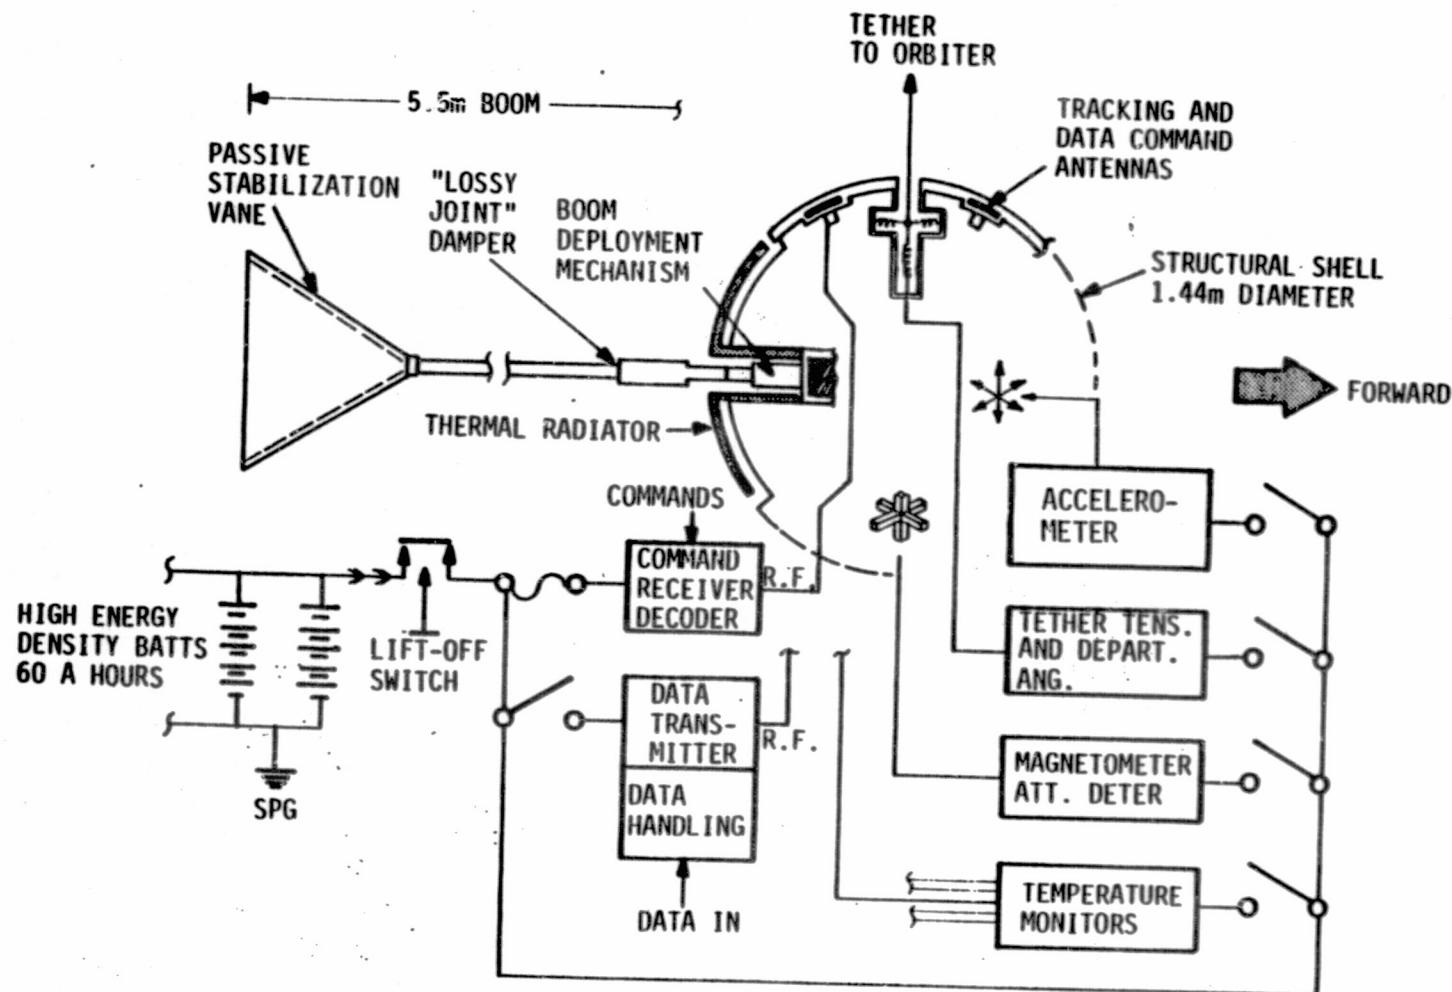 TETHER
TO ORBITER
5.5m BOOM
TRACKING AND
DATA COMMAND
ANTENNAS
PASSIVE
STABILIZATION
VANE
"LOSSY
JOINT"
DAMPER
BOOM
DEPLOYMENT
MECHANISM
STRUCTURAL SHELL
1.44m DIAMETER
FORWARD
THERMAL RADIATOR
COMMANDS
ACCELERO-
METER
COMMAND
RECEIVER
DECODER
R.F.
HIGH ENERGY
DENSITY BATTS
60 A HOURS
LIFT-OFF
SWITCH
TETHER TENS.
AND DEPART.
ANG.
DATA
TRANS-
MITTER
R.F.
MAGNETOMETER
ATT. DETER
SPG
DATA
HANDLING
TEMPERATURE
MONITORS
DATA IN